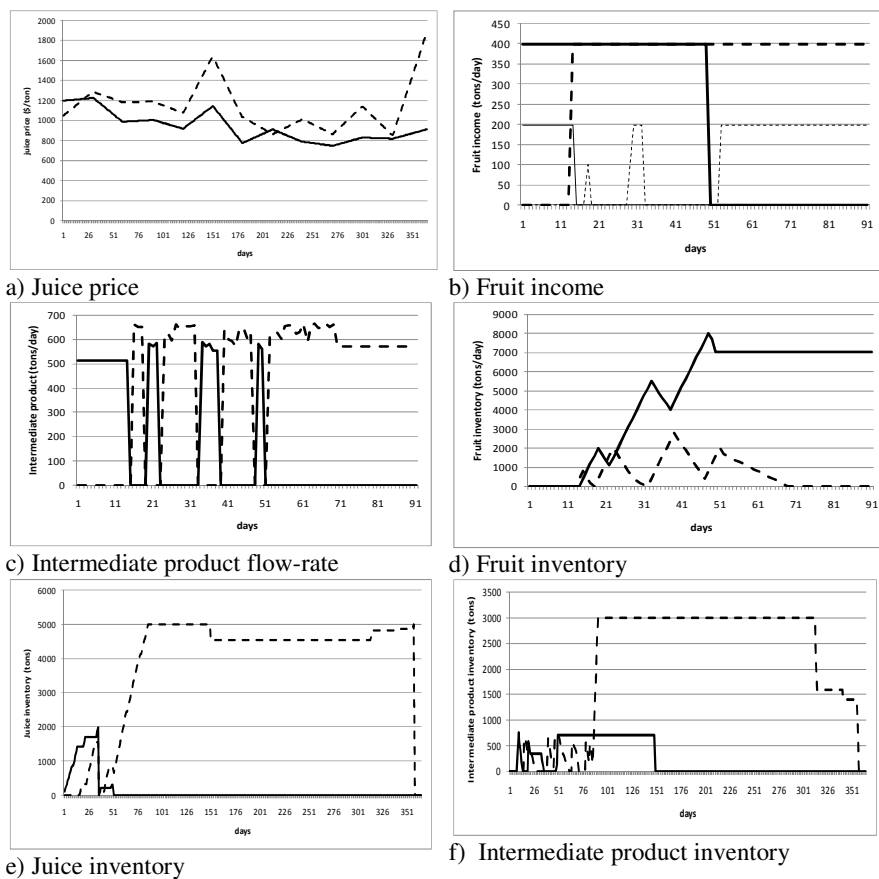 juice price ($/ton)
2000
1800
1600
1400
1200
1000
800
600
400
200
0
1 26 51 76 101 126 151 176 201 226 251 276 301 326 351
days
a) Juice price
Fruit income (tons/day)
450
400
350
300
250
200
150
100
50
0
1 11 21 31 41 51 61 71 81 91
days
b) Fruit income
Intermediate product (tons/day)
700
600
500
400
300
200
100
0
1 11 21 31 41 51 61 71 81 91
days
c) Intermediate product flow-rate
Fruit inventory (tons/day)
9000
8000
7000
6000
5000
4000
3000
2000
1000
0
1 11 21 31 41 51 61 71 81 91
days
d) Fruit inventory
Juice inventory (tons)
6000
5000
4000
3000
2000
1000
0
1 26 51 76 101 126 151 176 201 226 251 276 301 326 351
days
e) Juice inventory
Intermediate product inventory (tons)
3500
3000
2500
2000
1500
1000
500
0
1 26 51 76 101 126 151 176 201 226 251 276 301 326 351
days
f) Intermediate product inventory